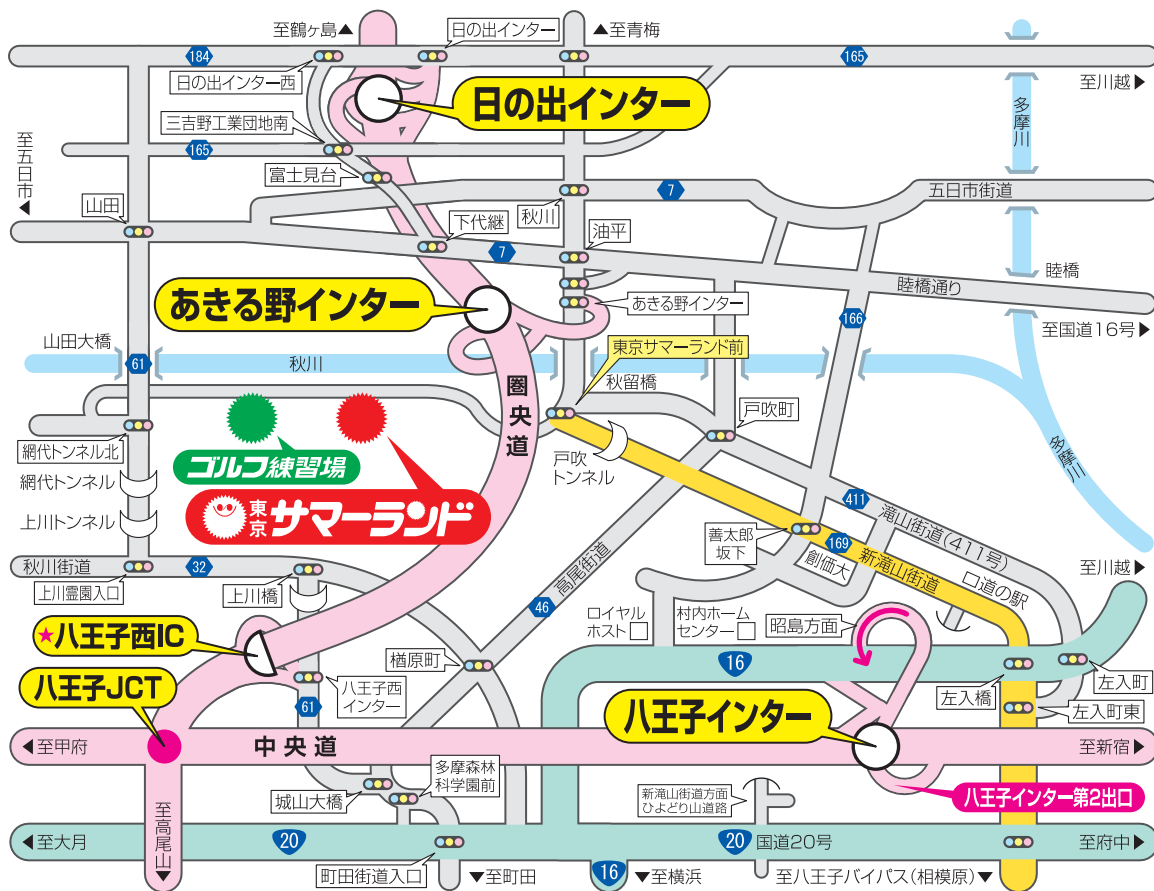 至鶴ヶ島▲
日の出インター
▲至青梅
184
165
日の出インター西
至川越▶
日の出インター
多摩川
三吉野工業団地南
165
至五日市◀
富士見台
7
五日市街道
山田
秋川
下代継
油平
7
睦橋
睦橋通り
あきる野インター
あきる野インター
166
至国道16号▶
山田大橋
61
秋川
東京サマーランド前
圏央道
秋留橋
戸吹町
網代トンネル北
ゴルフ練習場
戸吹
トンネル
多摩川
網代トンネル
411
東京
サマーランド
上川トンネル
滝山街道(411号)
善太郎
坂下
169
新滝山街道
創価大
秋川街道
32
高尾街道
至川越▶
上川霊園入口
上川橋
口道の駅
46
ロイヤル
ホスト
村内ホーム
センター
昭島方面
★八王子西IC
楢原町
16
左入橋
左入町
八王子JCT
八王子西
インター
61
八王子インター
左入町東
◀至甲府
中央道
至新宿▶
多摩森林
科学園前
城山大橋
新滝山街道方面
ひよどり山道路
八王子インター第2出口
至高尾山▼
◀至大月
20
20
国道20号
至府中▶
町田街道入口
▼至町田
16
▼至横浜
至八王子バイパス(相模原)▼